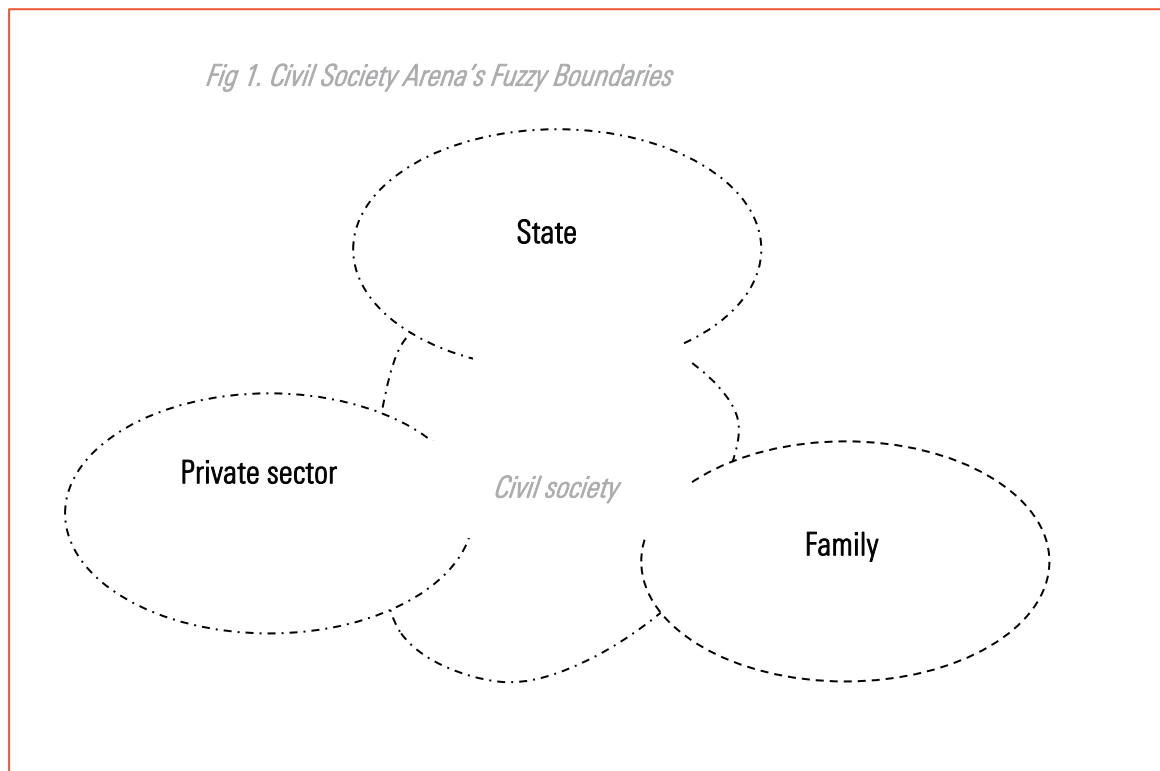 Fig 1. Civil Society Arena's Fuzzy Boundaries
State
Private sector
Civil society
Family